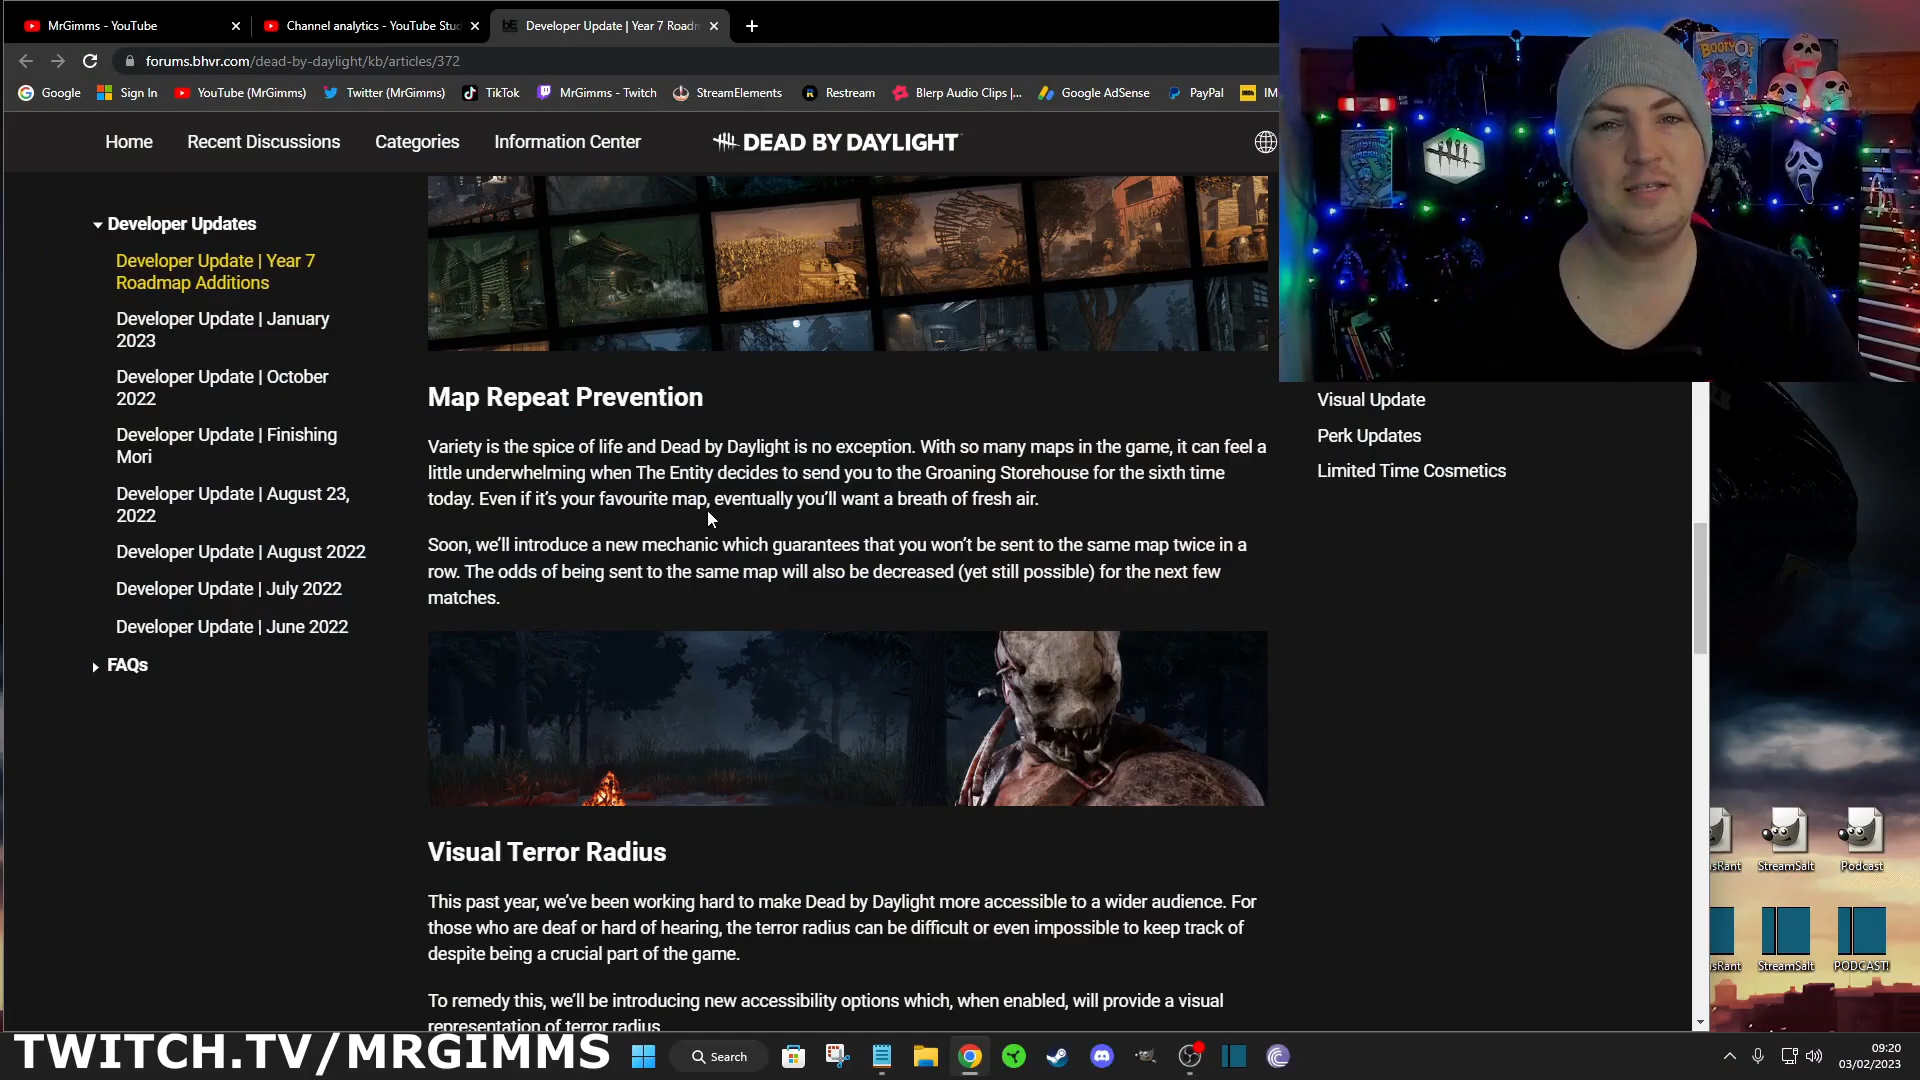 MrGimms - YouTube
Channel analytics - YouTube Stud
Developer Update | Year 7 Roadm
forums.bhvr.com/dead-by-daylight/kb/articles/372
Google
Sign In
YouTube (MrGimms)
Twitter (MrGimms)
TikTok
MrGimms - Twitch
StreamElements
Restream
Blerp Audio Clips |...
Google AdSense
PayPal
IM
Home
Recent Discussions
Categories
Information Center
DEAD BY DAYLIGHT
BOOTY O'S
Developer Updates
Developer Update | Year 7
Roadmap Additions
Developer Update | January
2023
Developer Update | October
2022
Developer Update | Finishing
Mori
Developer Update | August 23,
2022
Developer Update | August 2022
Developer Update | July 2022
Developer Update | June 2022
FAQs
Map Repeat Prevention
Variety is the spice of life and Dead by Daylight is no exception. With so many maps in the game, it can feel a
little underwhelming when The Entity decides to send you to the Groaning Storehouse for the sixth time
today. Even if it's your favourite map, eventually you'll want a breath of fresh air.
Soon, we'll introduce a new mechanic which guarantees that you won't be sent to the same map twice in a
row. The odds of being sent to the same map will also be decreased (yet still possible) for the next few
matches.
Visual Terror Radius
This past year, we've been working hard to make Dead by Daylight more accessible to a wider audience. For
those who are deaf or hard of hearing, the terror radius can be difficult or even impossible to keep track of
despite being a crucial part of the game.
To remedy this, we'll be introducing new accessibility options which, when enabled, will provide a visual
representation of terror radius
Visual Update
Perk Updates
Limited Time Cosmetics
sRant
StreamSalt
Podcast
sRant
StreamSalt
PODCAST!
TWITCH.TV/MRGIMMS
Search
09:20
03/02/2023